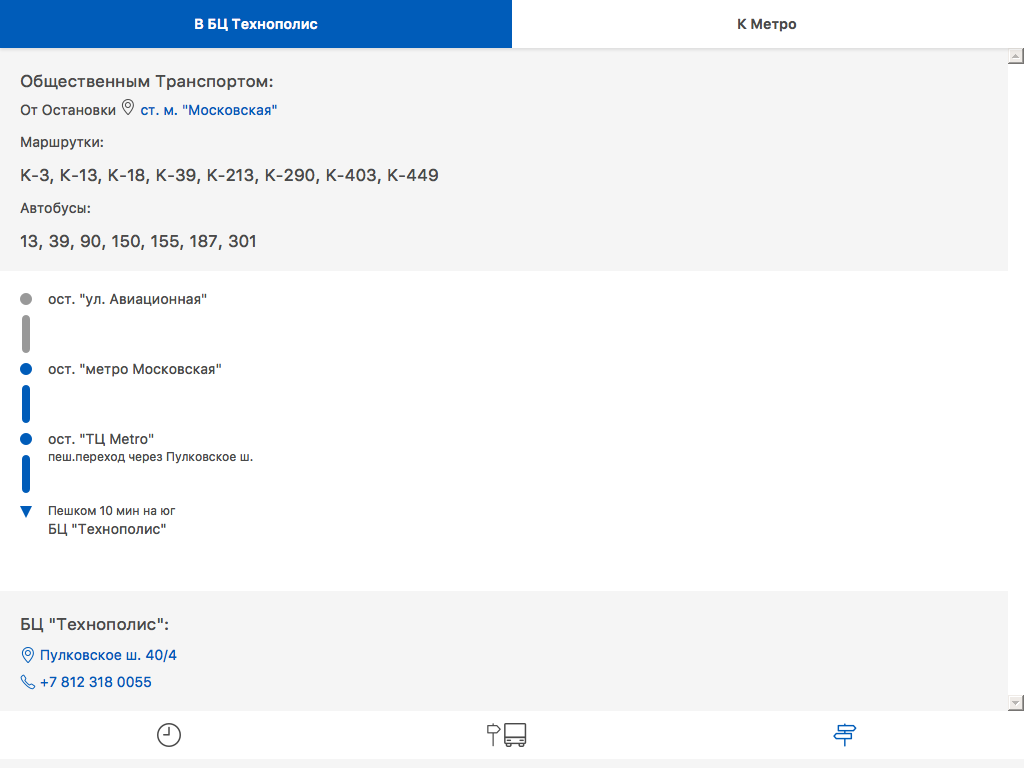 В БЦ Технополис
К Метро
Общественным Транспортом:
От Остановки ст. м. "Московская"
Маршрутки:
К-3, К-13, К-18, К-39, К-213, К-290, К-403, К-449
Автобусы:
13, 39, 90, 150, 155, 187, 301
ост. "ул. Авиационная"
ост. "метро Московская"
ост. "ТЦ Metro"
пеш.переход через Пулковское ш.
Пешком 10 мин на юг
БЦ "Технополис"
БЦ "Технополис":
Пулковское ш. 40/4
+7 812 318 0055